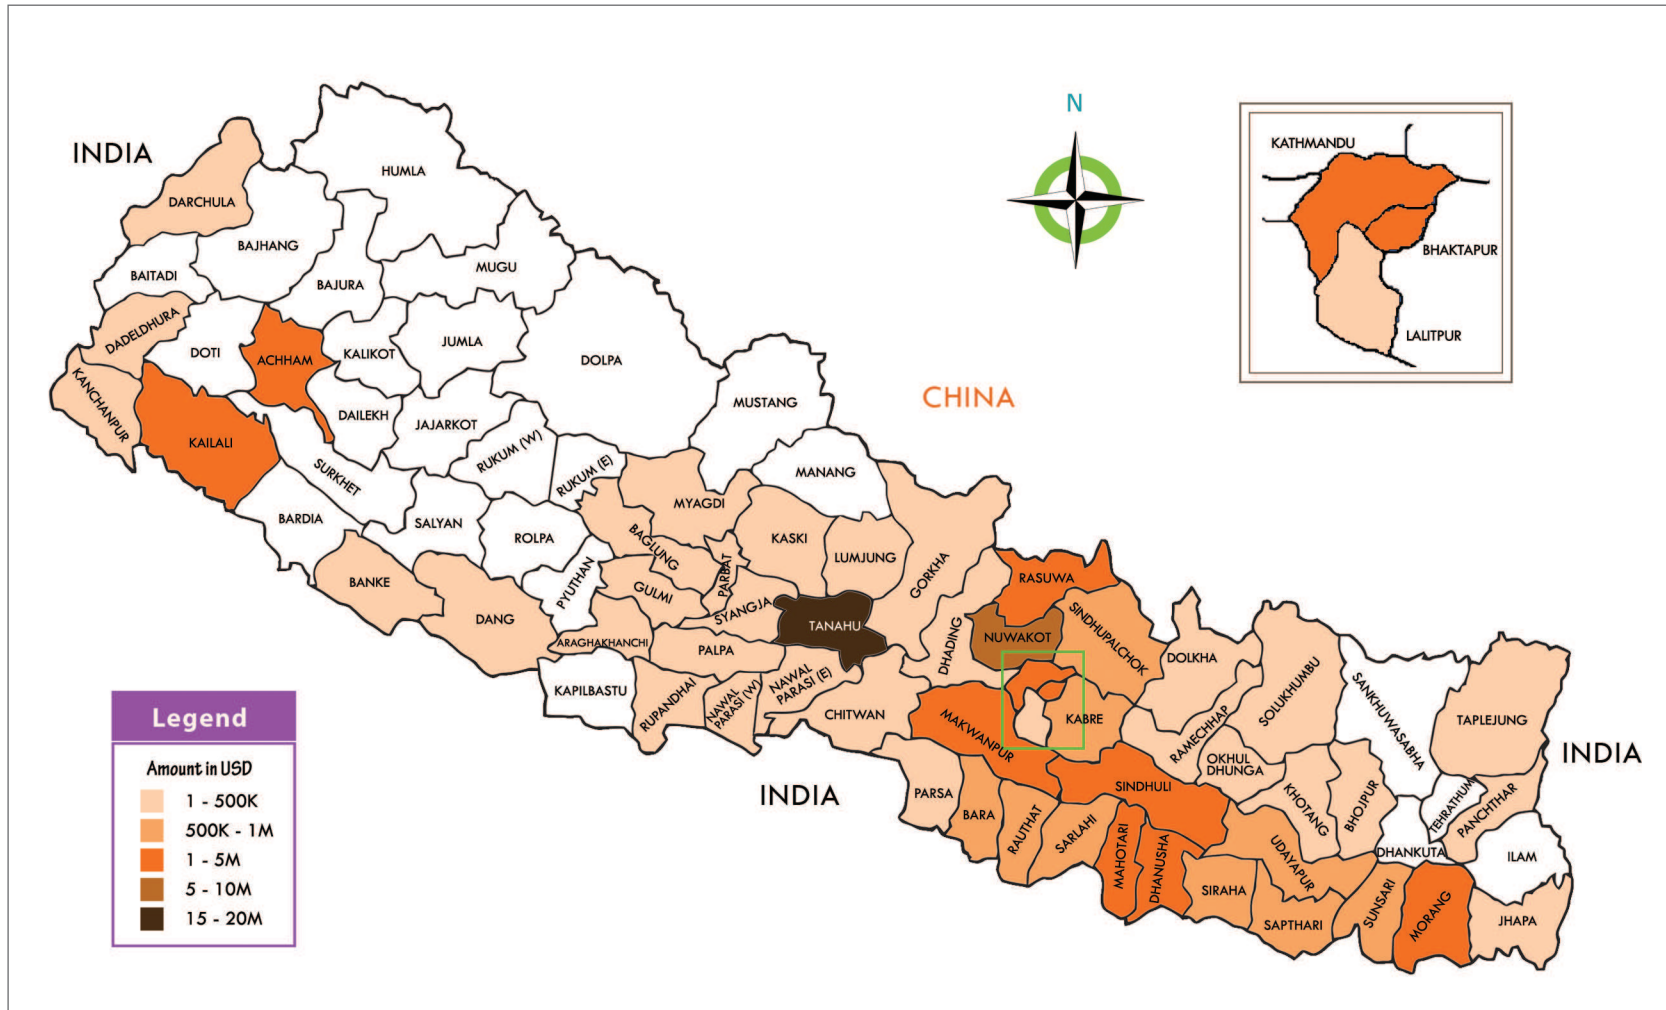 N
INDIA
HUMLA
KATHMANDU
DARCHULA
BAJHANG
BAITADI
BAJURA
MUGU
BHAKTAPUR
DADELDHURA
DOTI
ACHHAM
KALIKOT
JUMLA
DOLPA
LALITPUR
KANCHANPUR
KAILALI
DAILEKH
JAJARKOT
MUSTANG
CHINA
SURKHET
RUKUM (W)
RUKUM (E)
MANANG
BARDIA
SALYAN
ROLPA
MYAGDI
BAGLUNG
KASKI
LUMJUNG
GORKHA
BANKE
DANG
PYUTHAN
GULMI
PARBAT
SYANGJA
TANAHU
RASUWA
NUWAKOT
SINDHUPALCHOK
DHADING
ARAGHAKHANCHI
PALPA
DOLKHA
KAPILBASTU
RUPANDHAI
NAWAL
PARASI (W)
NAWAL
PARASI (E)
CHITWAN
MAKWANPUR
KABRE
RAMECHHAP
SOLUKHUMBU
SANKHUWASABHA
TAPLEJUNG
INDIA
OKHUL
DHUNGA
KHOTANG
BHOJPUR
TEHRATHUM
PANCHTHAR
INDIA
PARSA
BARA
RAUTHAT
SARLAHI
SINDHULI
MAHOTARI
DHANUSHA
SIRAHA
UDAYAPUR
SAPTHARI
SUNSARI
DHANKUTA
MORANG
ILAM
JHAPA
Legend
Amount in USD
1 - 500K
500K - 1M
1 - 5M
5 - 10M
15 - 20M